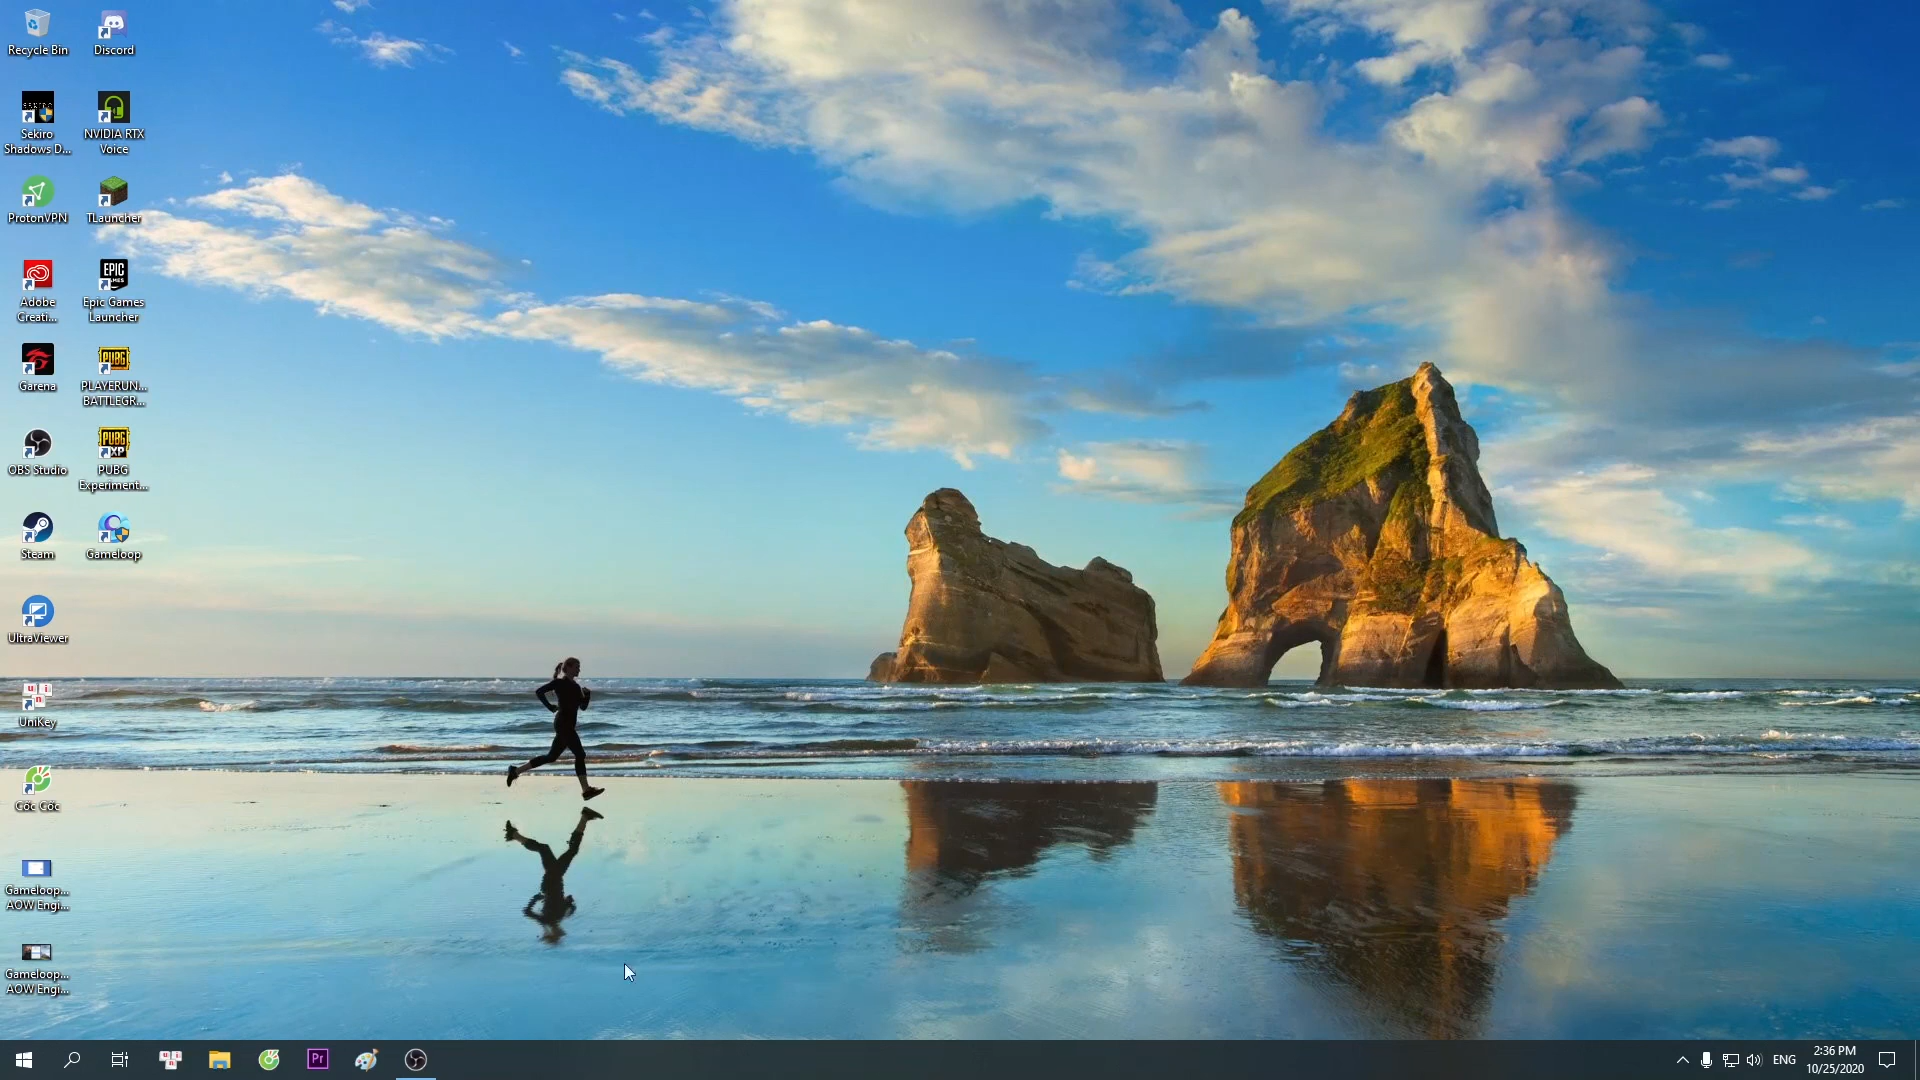 Recycle Bin
Discord
Sekiro
Shadows D...
NVIDIA RTX
Voice
ProtonVPN
TLauncher
Adobe
Creati...
EPIC
GAMES
Epic Games
Launcher
Garena
PUBG
PLAYERUN...
BATTLEGR...
OBS Studio
PUBG
XP
PUBG
Experiment...
Steam
Gameloop
UltraViewer
UniKey
Cốc Cốc
Gameloop...
AOW Engi...
Gameloop...
AOW Engi...
Pr
ENG
2:36 PM
10/25/2020